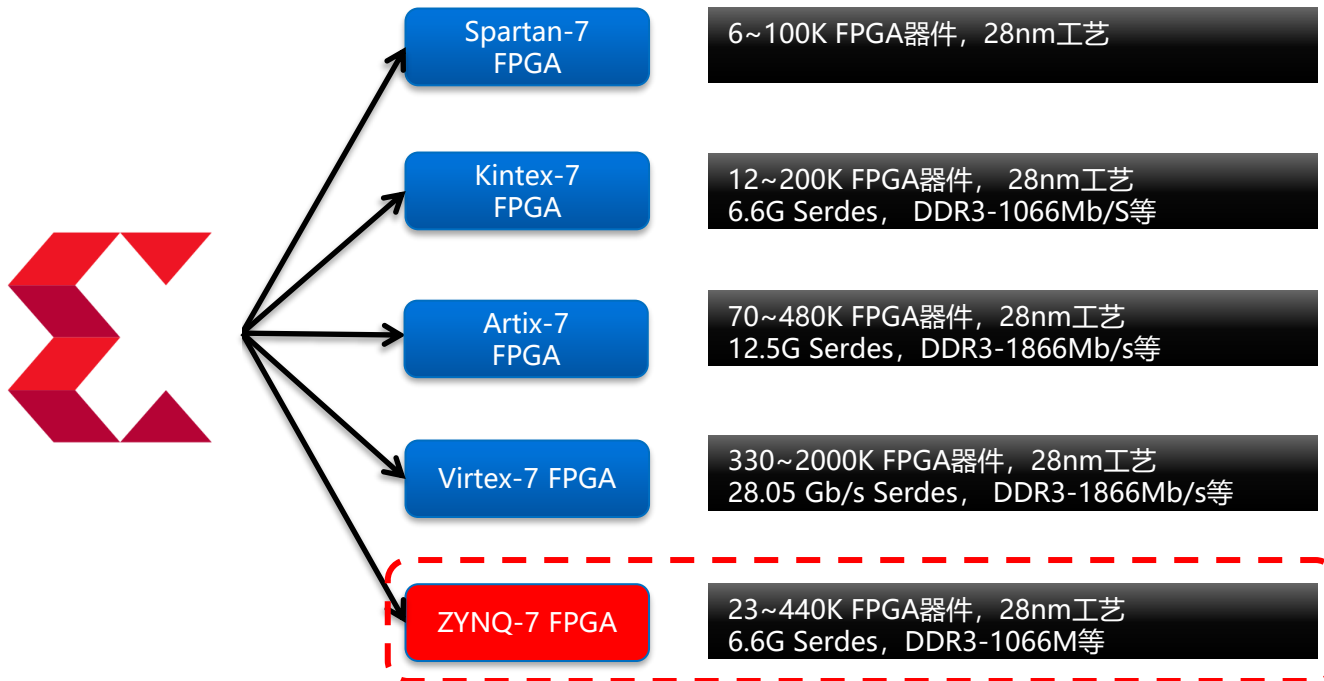 Spartan-7
FPGA
6~100K FPGA器件，28nm工艺
Kintex-7
FPGA
12~200K FPGA器件， 28nm工艺
6.6G Serdes， DDR3-1066Mb/S等
Artix-7
FPGA
70~480K FPGA器件，28nm工艺
12.5G Serdes，DDR3-1866Mb/s等
Virtex-7 FPGA
330~2000K FPGA器件，28nm工艺
28.05 Gb/s Serdes， DDR3-1866Mb/s等
ZYNQ-7 FPGA
23~440K FPGA器件，28nm工艺
6.6G Serdes，DDR3-1066M等